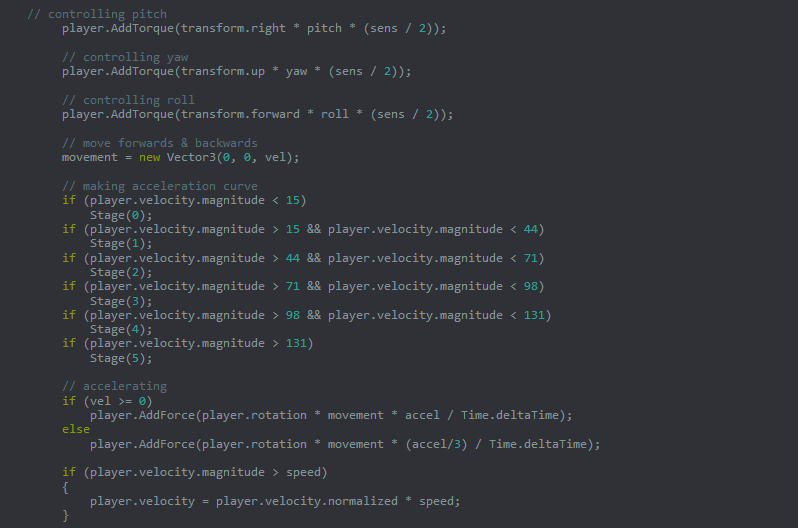 // controlling pitch
player.AddTorque(transform.right * pitch * (sens / 2));
// controlling yaw
player.AddTorque(transform.up * yaw * (sens / 2));
// controlling roll
player.AddTorque(transform.forward * roll * (sens / 2));
// move forwards & backwards
movement = new Vector3(0, 0, vel);
// making acceleration curve
if (player.velocity.magnitude < 15)
Stage(0);
if (player.velocity.magnitude > 15 && player.velocity.magnitude < 44)
Stage(1);
if (player.velocity.magnitude > 44 && player.velocity.magnitude < 71)
Stage(2);
if (player.velocity.magnitude > 71 && player.velocity.magnitude < 98)
Stage(3);
if (player.velocity.magnitude > 98 && player.velocity.magnitude < 131)
Stage(4);
if (player.velocity.magnitude > 131)
Stage(5);
// accelerating
if (vel >= 0)
player.AddForce(player.rotation * movement * accel / Time.deltaTime);
else
player.AddForce(player.rotation * movement * (accel/3) / Time.deltaTime);
if (player.velocity.magnitude > speed)
{
player.velocity = player.velocity.normalized * speed;
}